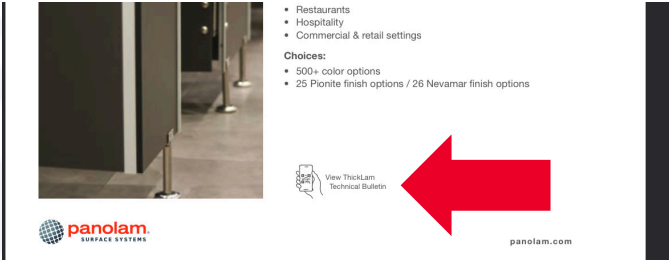 • Restaurants
• Hospitality
• Commercial & retail settings
Choices:
• 500+ color options
• 25 Pionite finish options / 26 Nevamar finish options
View ThickLam
Technical Bulletin
panolam.
SURFACE SYSTEMS
panolam.com